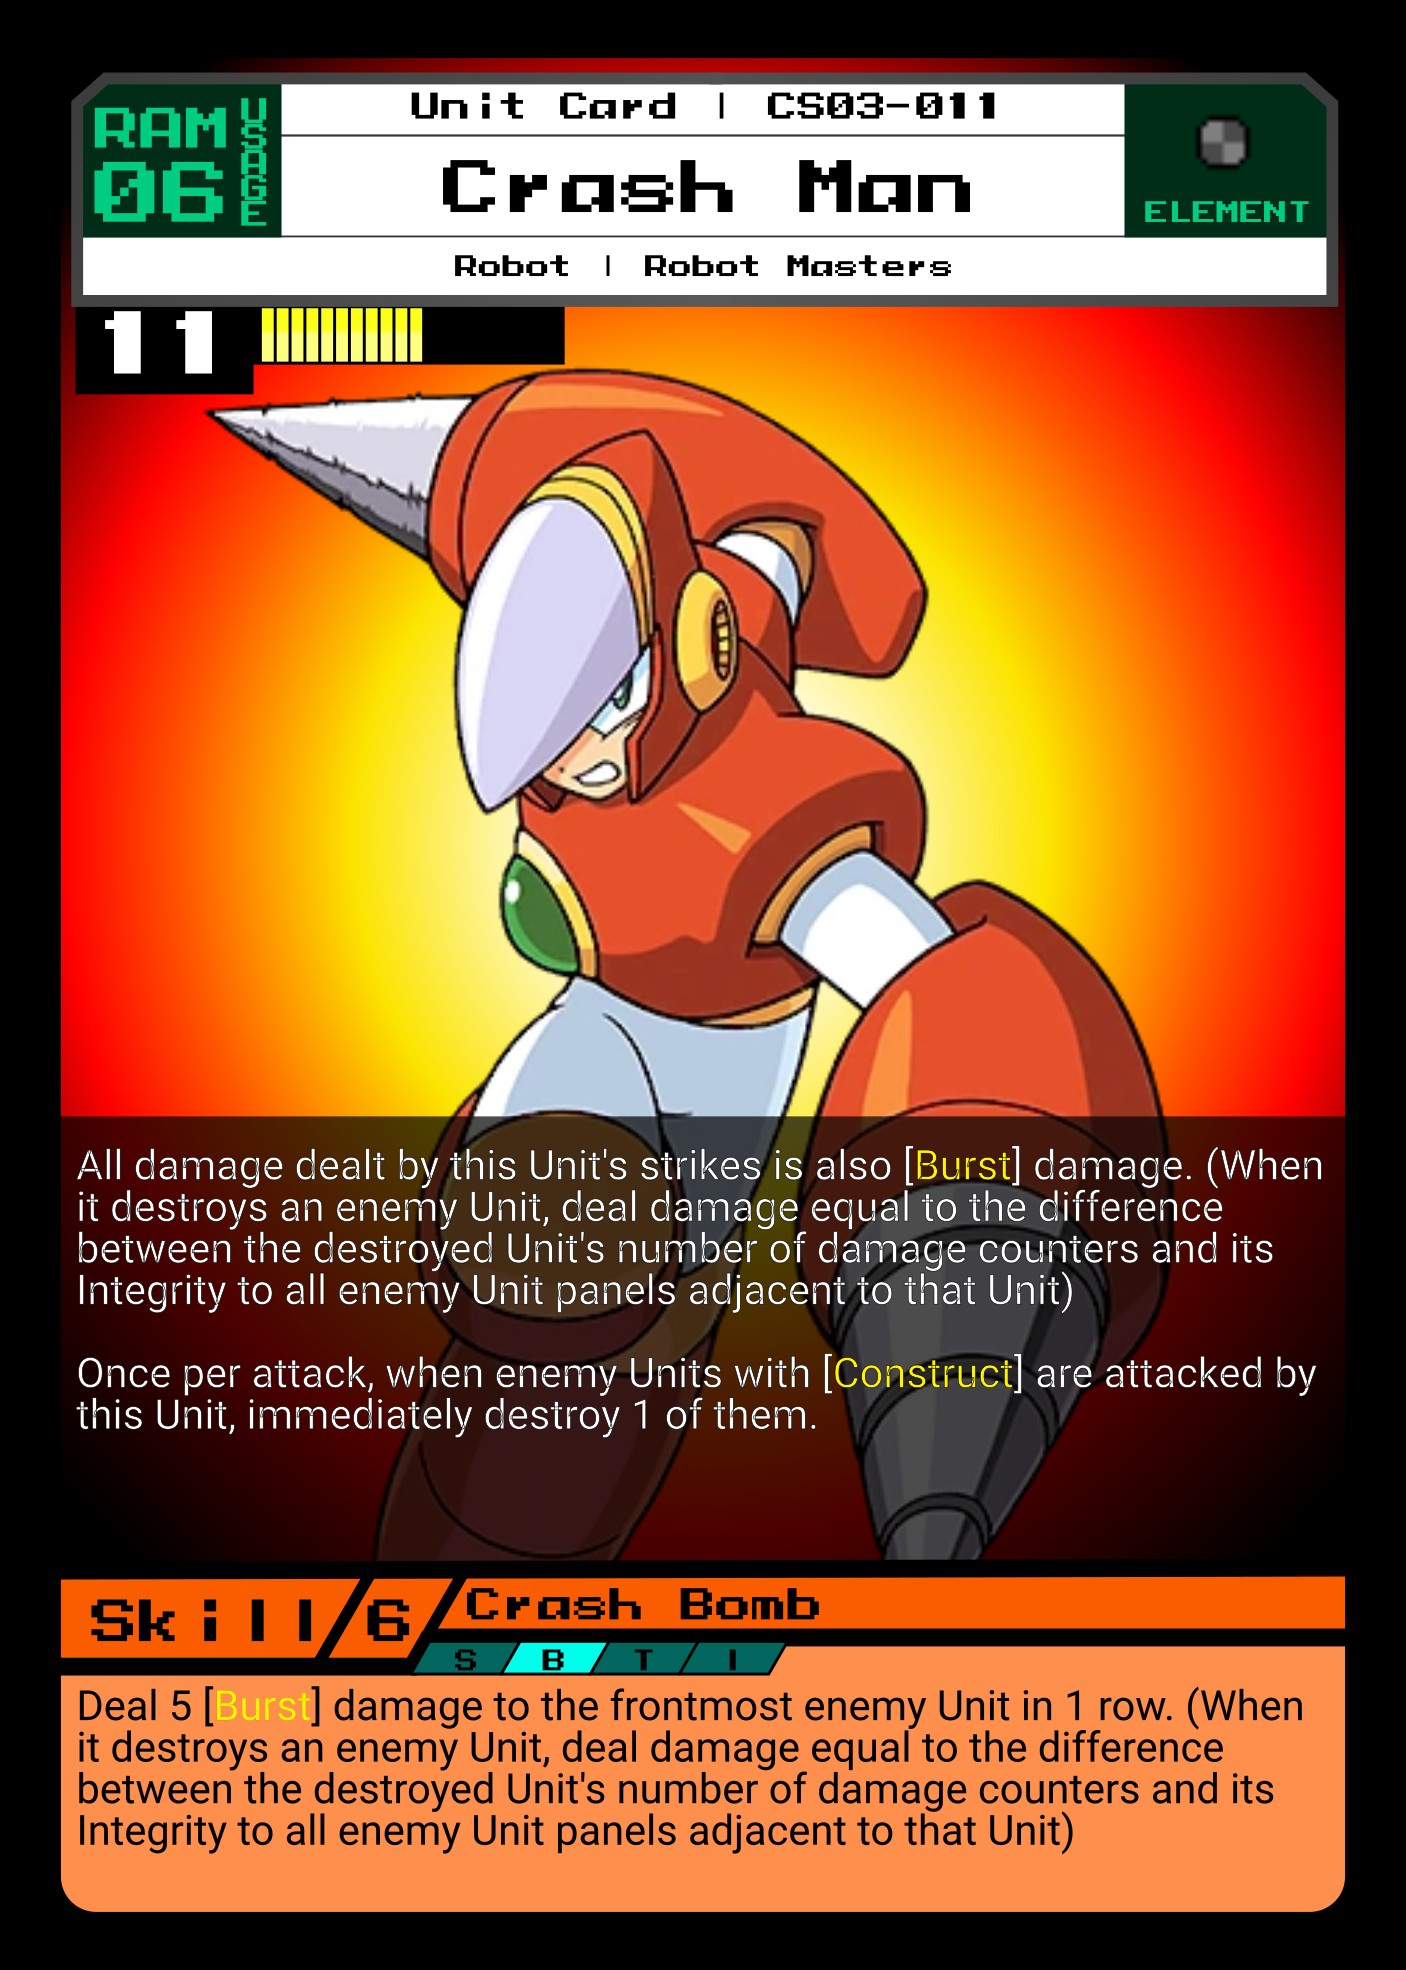 RAM
06
USAGE
Unit Card | CS03-011
Crash Man
ELEMENT
Robot | Robot Masters
11
All damage dealt by this Unit's strikes is also [Burst] damage. (When
it destroys an enemy Unit, deal damage equal to the difference
between the destroyed Unit's number of damage counters and its
Integrity to all enemy Unit panels adjacent to that Unit)
Once per attack, when enemy Units with [Construct] are attacked by
this Unit, immediately destroy 1 of them.
Skill/6/Crash Bomb
S B T I
Deal 5 [Burst] damage to the frontmost enemy Unit in 1 row. (When
it destroys an enemy Unit, deal damage equal to the difference
between the destroyed Unit's number of damage counters and its
Integrity to all enemy Unit panels adjacent to that Unit)